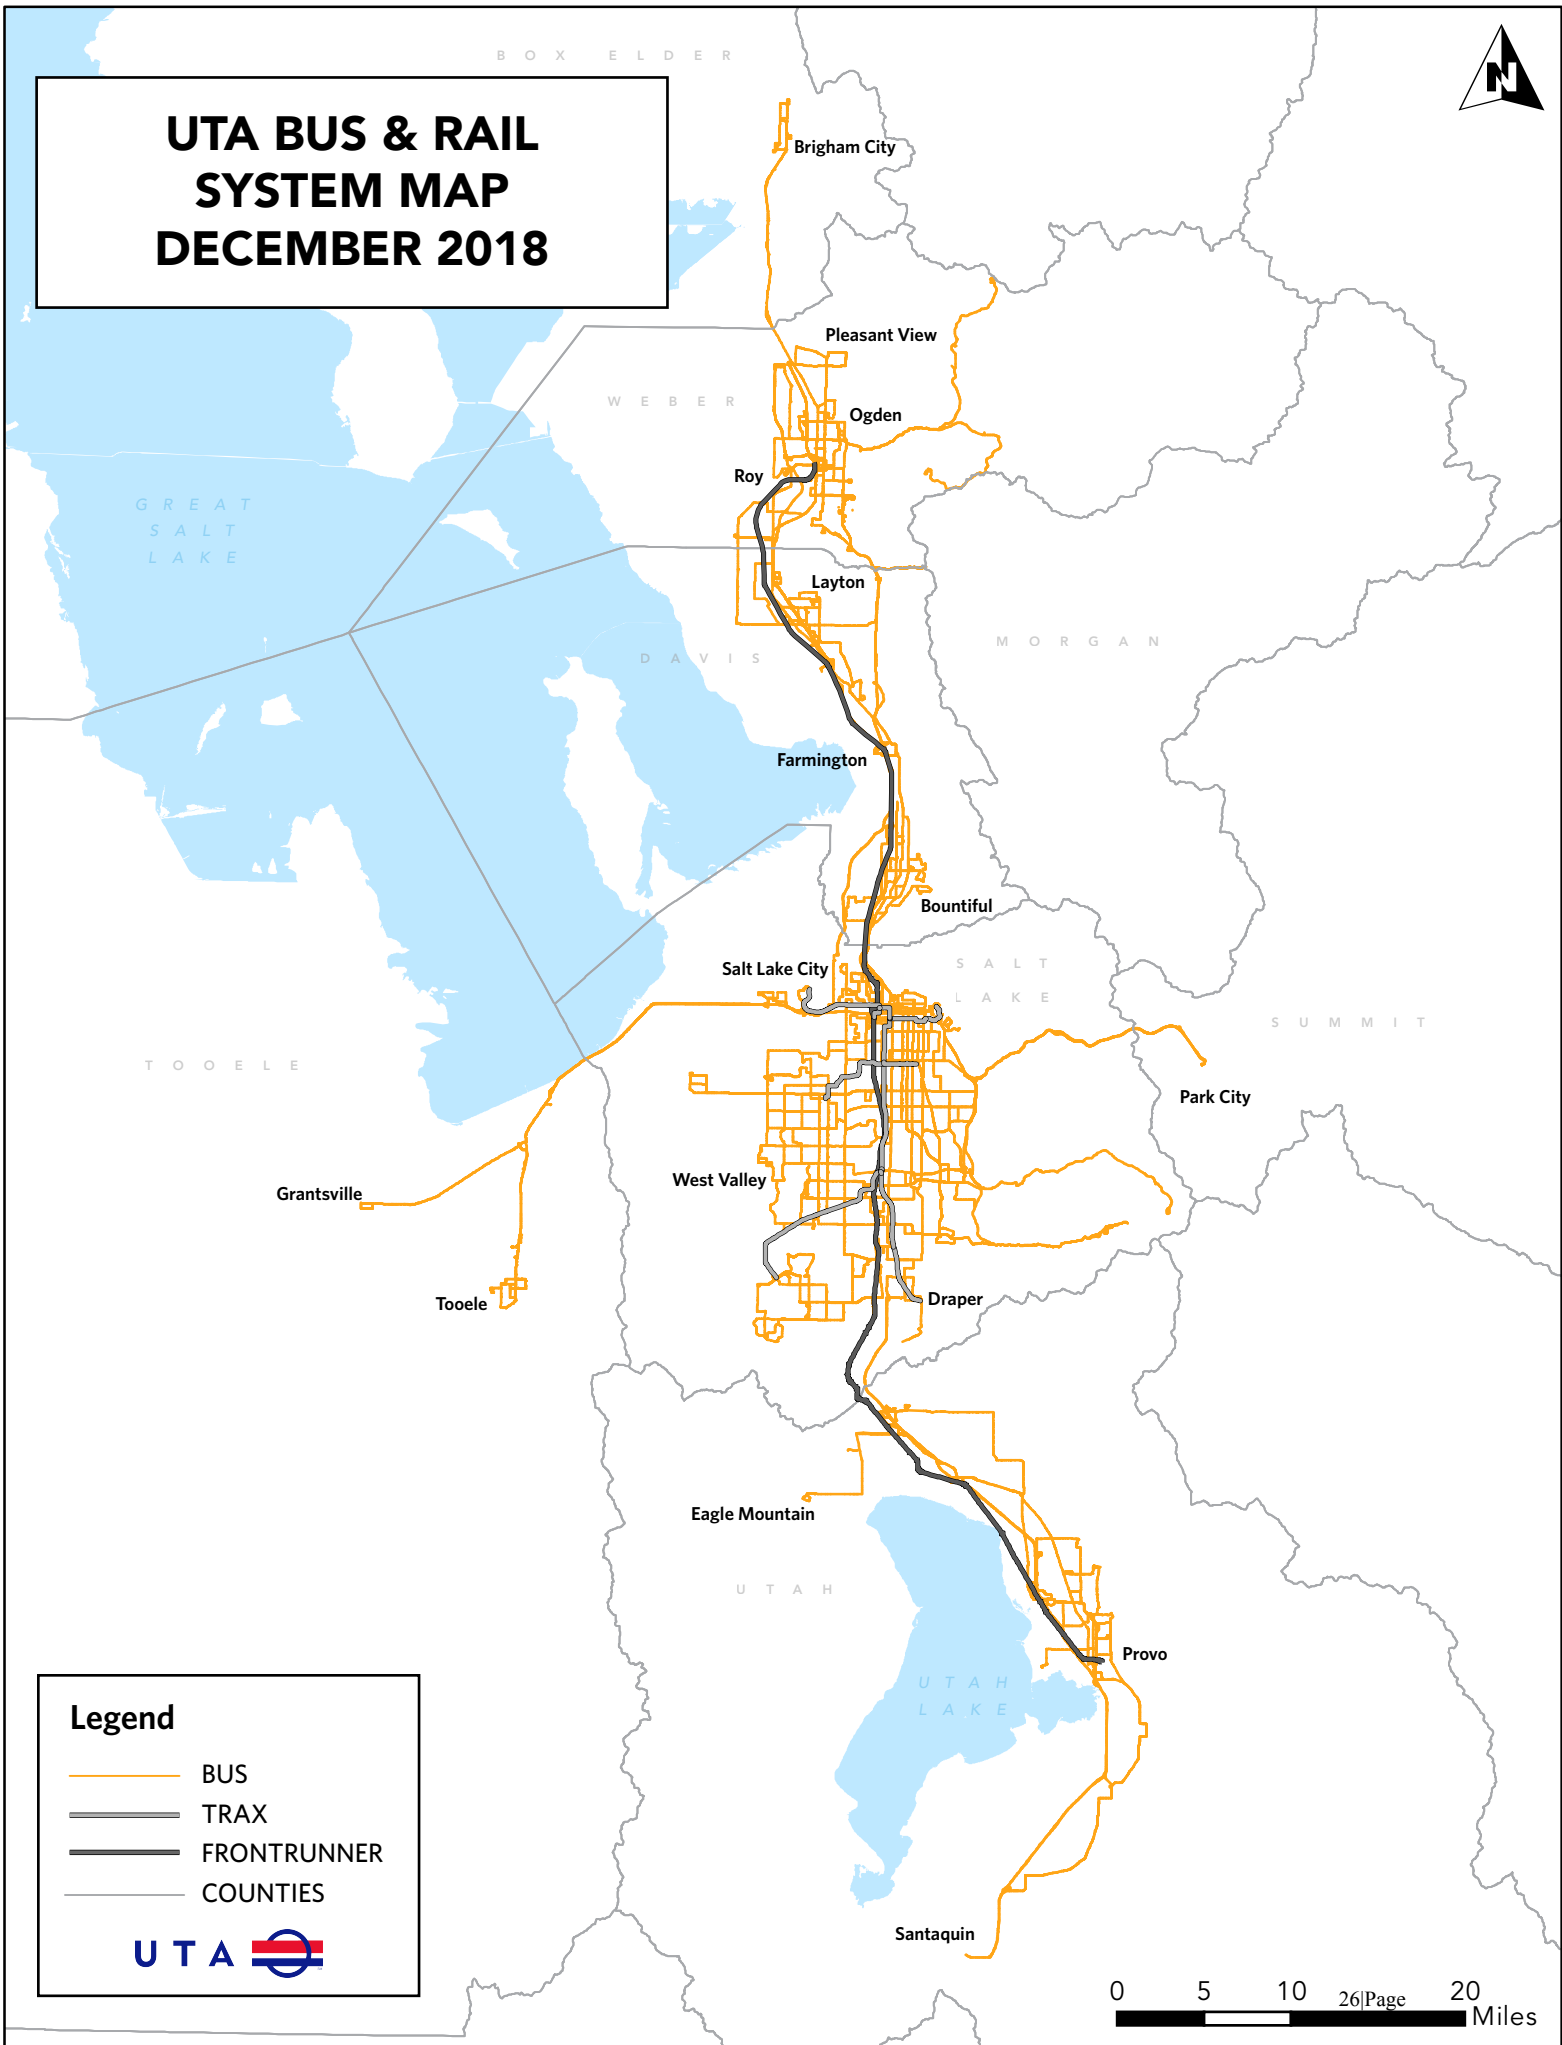 BOX ELDER
N
UTA BUS & RAIL
SYSTEM MAP
DECEMBER 2018
Brigham City
Pleasant View
WEBER
Ogden
Roy
GREAT
SALT
LAKE
Layton
MORGAN
DAVIS
Farmington
Bountiful
Salt Lake City
SALT
LAKE
SUMMIT
TOOELE
Park City
West Valley
Grantsville
Tooele
Draper
Eagle Mountain
UTAH
Provo
UTAH
LAKE
Legend
BUS
TRAX
FRONTRUNNER
COUNTIES
UTA
Santaquin
0 5 10 20
26|Page
Miles